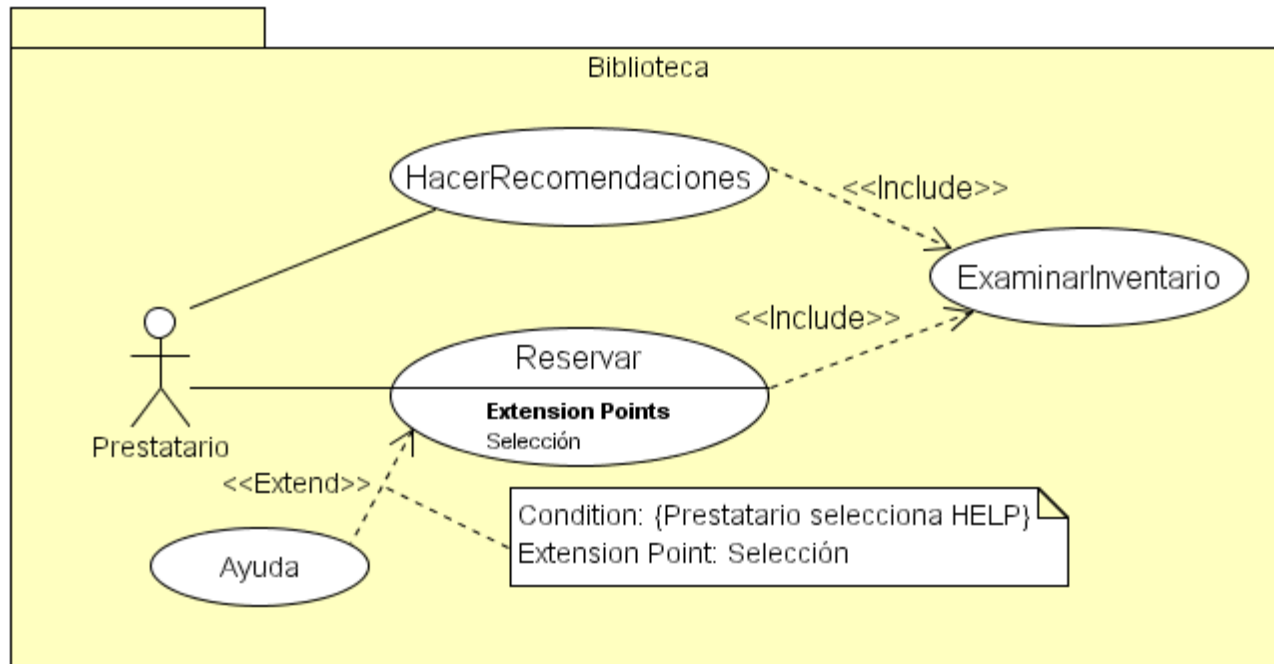 Biblioteca
HacerRecomendaciones
<<Include>>
ExaminarInventario
<<Include>>
Reservar
Extension Points
Selección
Prestatario
<<Extend>>
Condition: {Prestatario selecciona HELP}
Extension Point: Selección
Ayuda